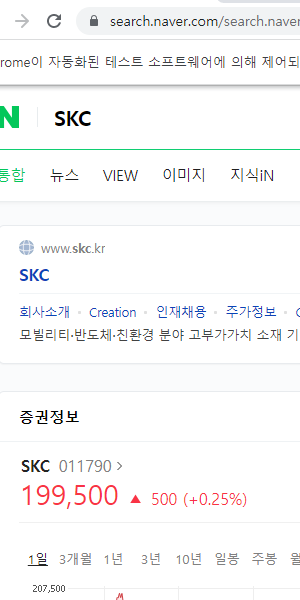 search.naver.com/search.nave
rome이 자동화된 테스트 소프트웨어에 의해 제어되
N SKC
통합 뉴스 VIEW 이미지 지식iN
www.skc.kr
SKC
회사소개 · Creation · 인재채용 · 주가정보 ·
모빌리티·반도체·친환경 분야 고부가가치 소재 기
증권정보
SKC 011790 >
199,500 ▲ 500 (+0.25%)
1일 3개월 1년 3년 10년 일봉 주봉 월
207,500